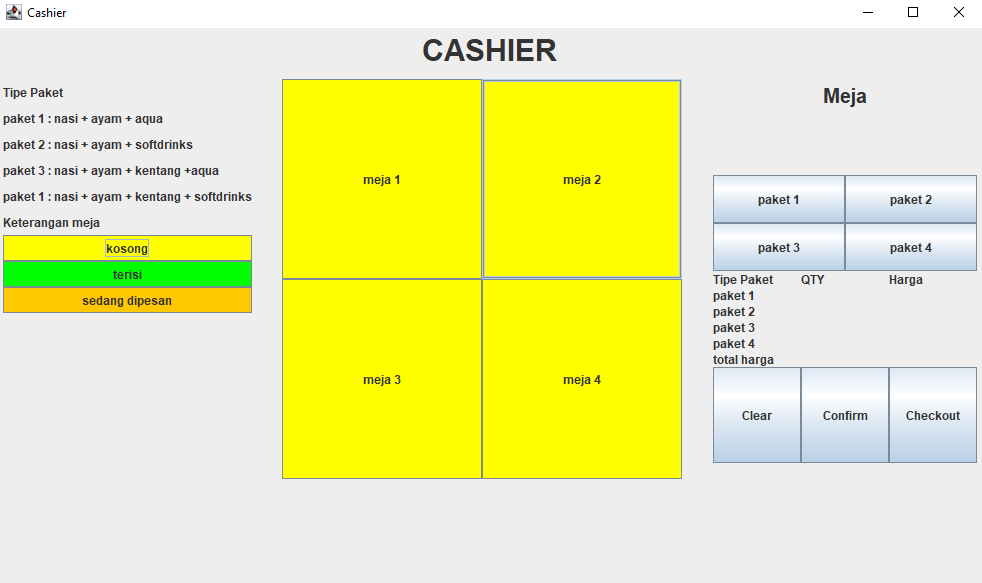 Cashier
CASHIER
Tipe Paket
paket 1 : nasi + ayam + aqua
paket 2 : nasi + ayam + softdrinks
paket 3 : nasi + ayam + kentang +aqua
paket 1 : nasi + ayam + kentang + softdrinks
Keterangan meja
kosong
terisi
sedang dipesan
meja 1
meja 2
meja 3
meja 4
Meja
paket 1
paket 2
paket 3
paket 4
Tipe Paket QTY Harga
paket 1
paket 2
paket 3
paket 4
total harga
Clear
Confirm
Checkout